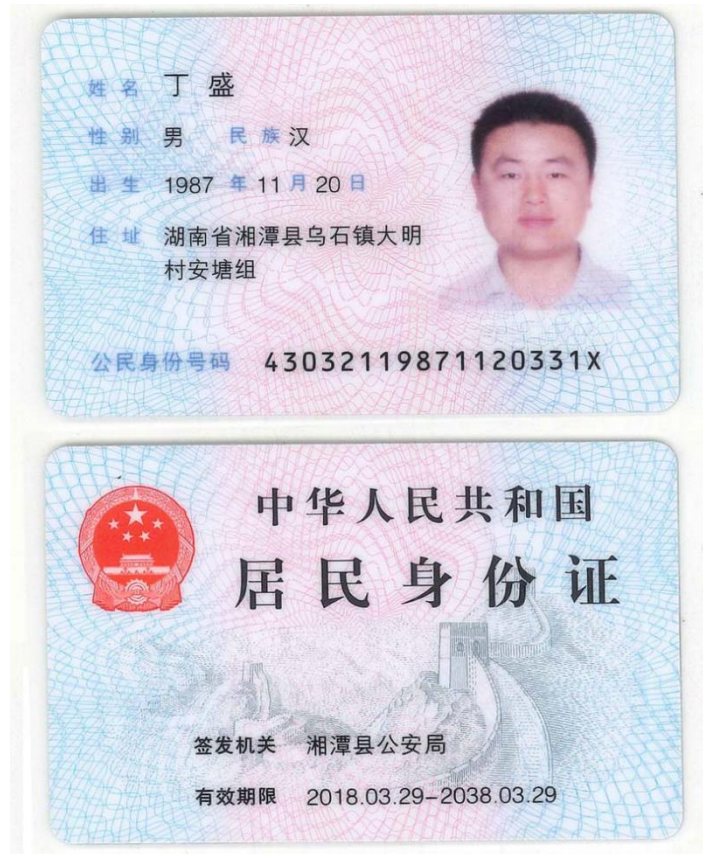 姓名 丁盛
性别 男 民族 汉
出生 1987 年 11 月 20 日
住址 湖南省湘潭县乌石镇大明
村安塘组
公民身份号码 43032119871120331X
中华人民共和国
居民身份证
签发机关 湘潭县公安局
有效期限 2018.03.29-2038.03.29